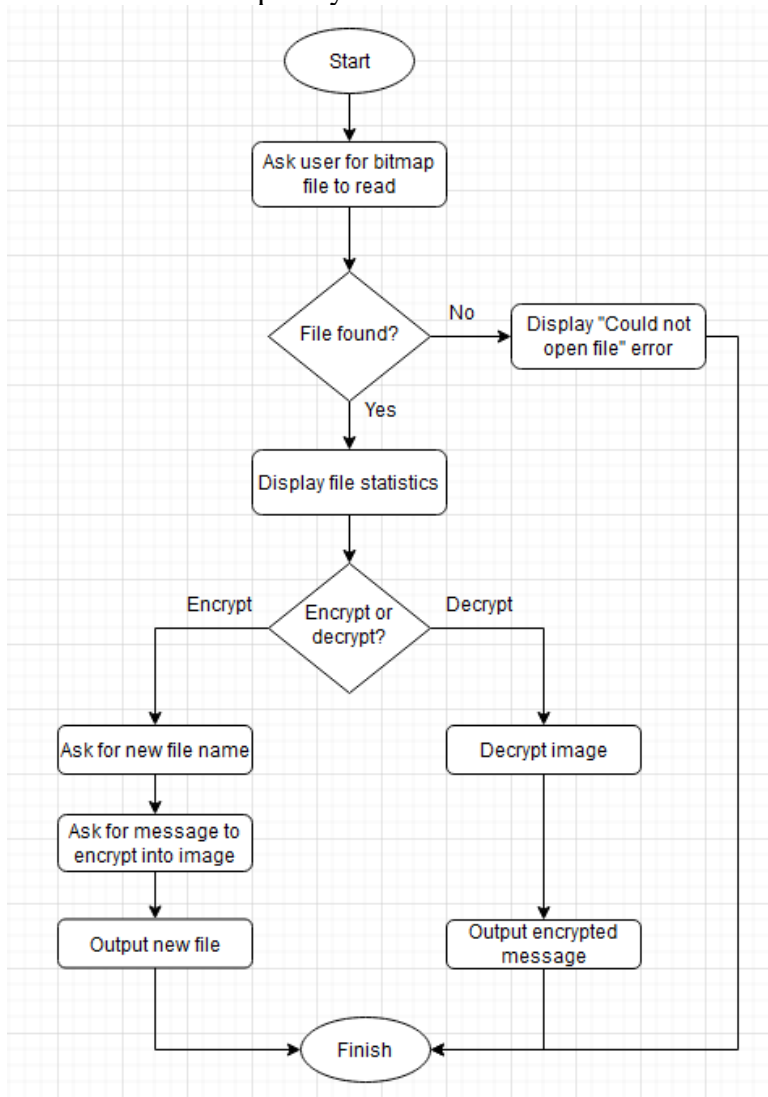 Start
Ask user for bitmap
file to read
File found?
No
Display "Could not
open file" error
Yes
Display file statistics
Encrypt or
decrypt?
Encrypt
Decrypt
Ask for new file name
Decrypt image
Ask for message to
encrypt into image
Output new file
Output encrypted
message
Finish